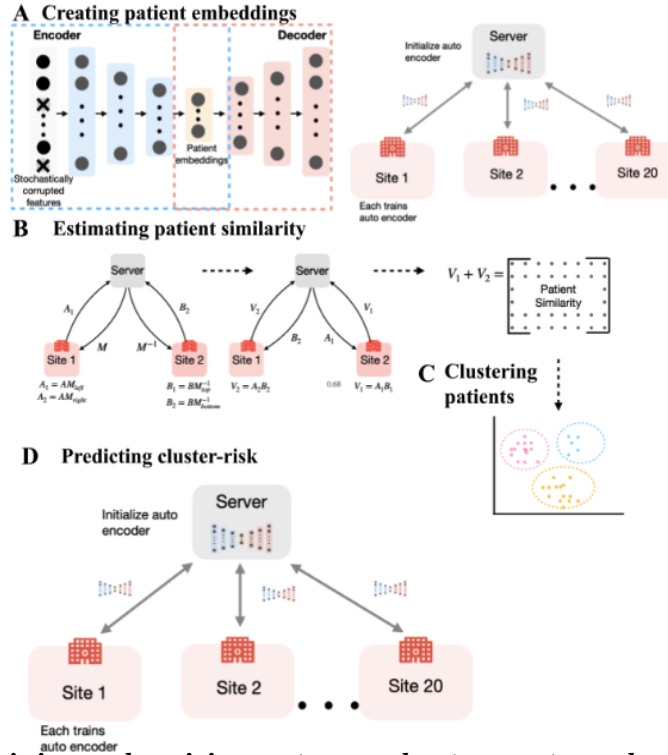 A Creating patient embeddings
Encoder
Decoder
Patient
embeddings
Stochastically
corrupted
features
Initialize auto
encoder
Server
Site 1
Site 2
Site 20
Each trains
auto encoder
B Estimating patient similarity
Server
A₁
M
M⁻¹
B₂
Site 1
Site 2
A₁ = AM_left
A₂ = AM_right
B₁ = BM⁻¹_top
B₂ = BM⁻¹_bottom
Server
V₂
B₂
A₁
V₁
Site 1
Site 2
V₂ = A₂B₂
0.68
V₁ = A₁B₁
V₁ + V₂ =
Patient
Similarity
C Clustering
patients
D Predicting cluster-risk
Initialize auto
encoder
Server
Site 1
Site 2
Site 20
Each trains
auto encoder